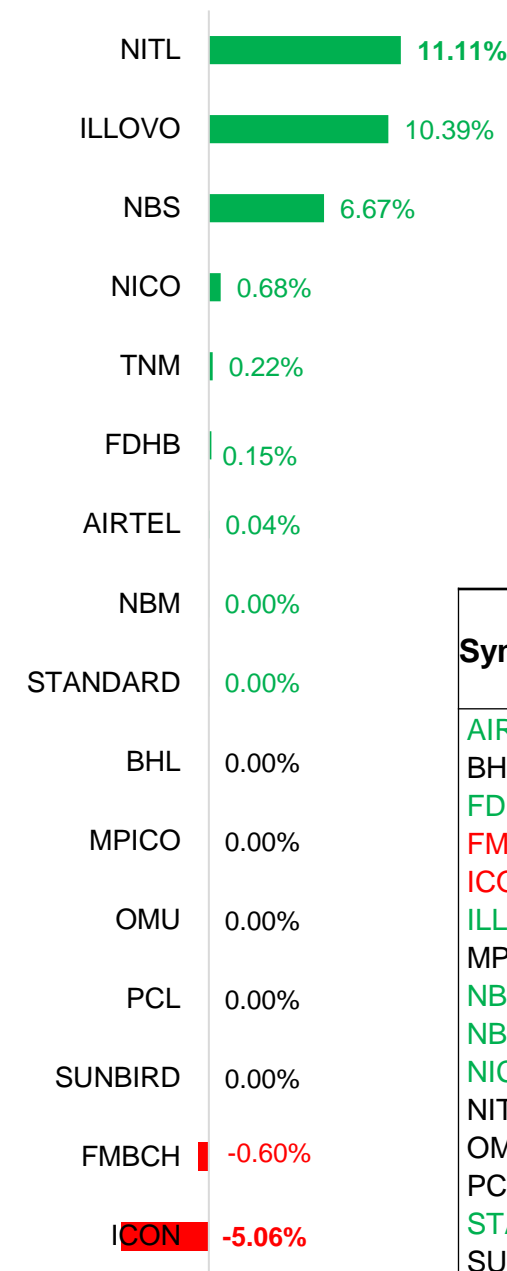 NITL 11.11%
ILLOVO 10.39%
NBS 6.67%
NICO 0.68%
TNM 0.22%
FDHB 0.15%
AIRTEL 0.04%
NBM 0.00%
STANDARD 0.00%
BHL 0.00%
MPICO 0.00%
OMU 0.00%
PCL 0.00%
SUNBIRD 0.00%
FMBCH -0.60%
ICON -5.06%